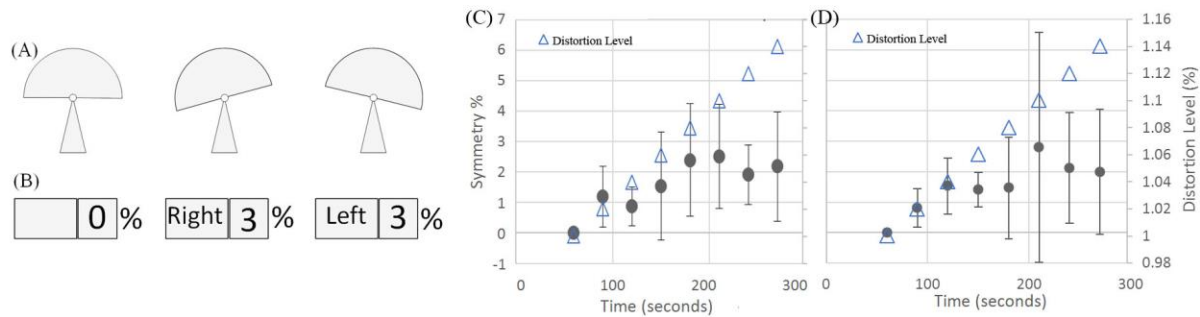 (A)
(B)
0 %
Right 3 %
Left 3 %
(C)
Distortion Level
Symmetry %
7
6
5
4
3
2
1
0
-1
0 100 200 300
Time (seconds)
(D)
Distortion Level
1.16
1.14
1.12
1.10
1.08
1.06
1.04
1.02
1
0.98
Distortion Level (%)
0 100 200 300
Time (seconds)